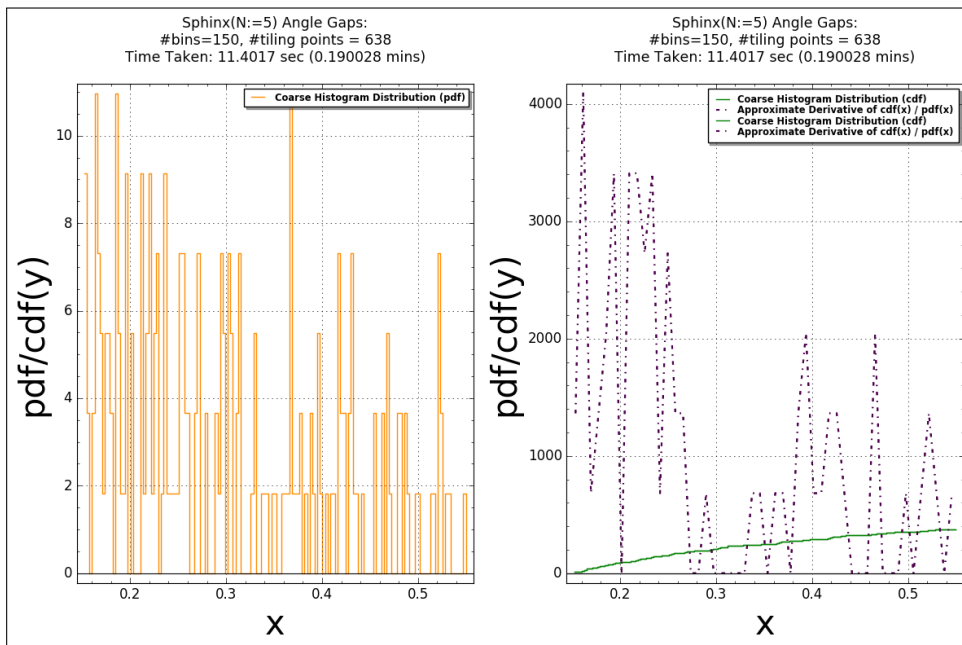 Sphinx(N:=5) Angle Gaps:
#bins=150, #tiling points = 638
Time Taken: 11.4017 sec (0.190028 mins)
Coarse Histogram Distribution (pdf)
10
8
6
4
2
0
pdf/cdf(y)
0.2 0.3 0.4 0.5
x
Sphinx(N:=5) Angle Gaps:
#bins=150, #tiling points = 638
Time Taken: 11.4017 sec (0.190028 mins)
Coarse Histogram Distribution (cdf)
Approximate Derivative of cdf(x) / pdf(x)
Coarse Histogram Distribution (cdf)
Approximate Derivative of cdf(x) / pdf(x)
4000
3000
2000
1000
0
pdf/cdf(y)
0.2 0.3 0.4 0.5
x